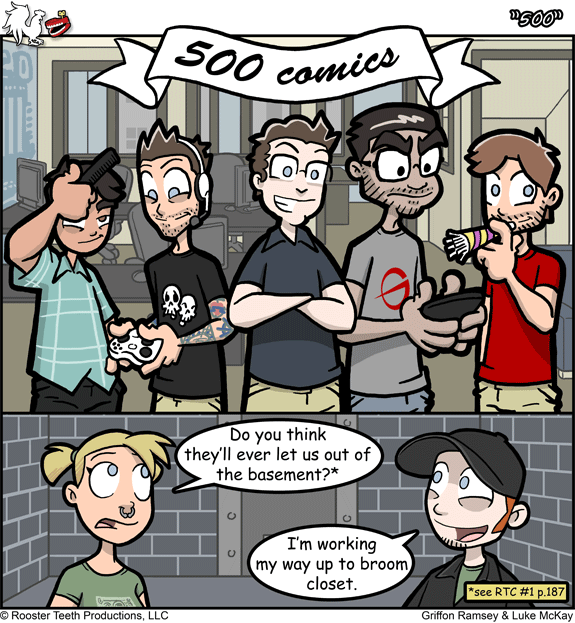 "500"
500 comics
Do you think
they'll ever let us out of
the basement?*
I'm working
my way up to broom
closet.
*see RTC #1 p.187
© Rooster Teeth Productions, LLC
Griffon Ramsey & Luke McKay